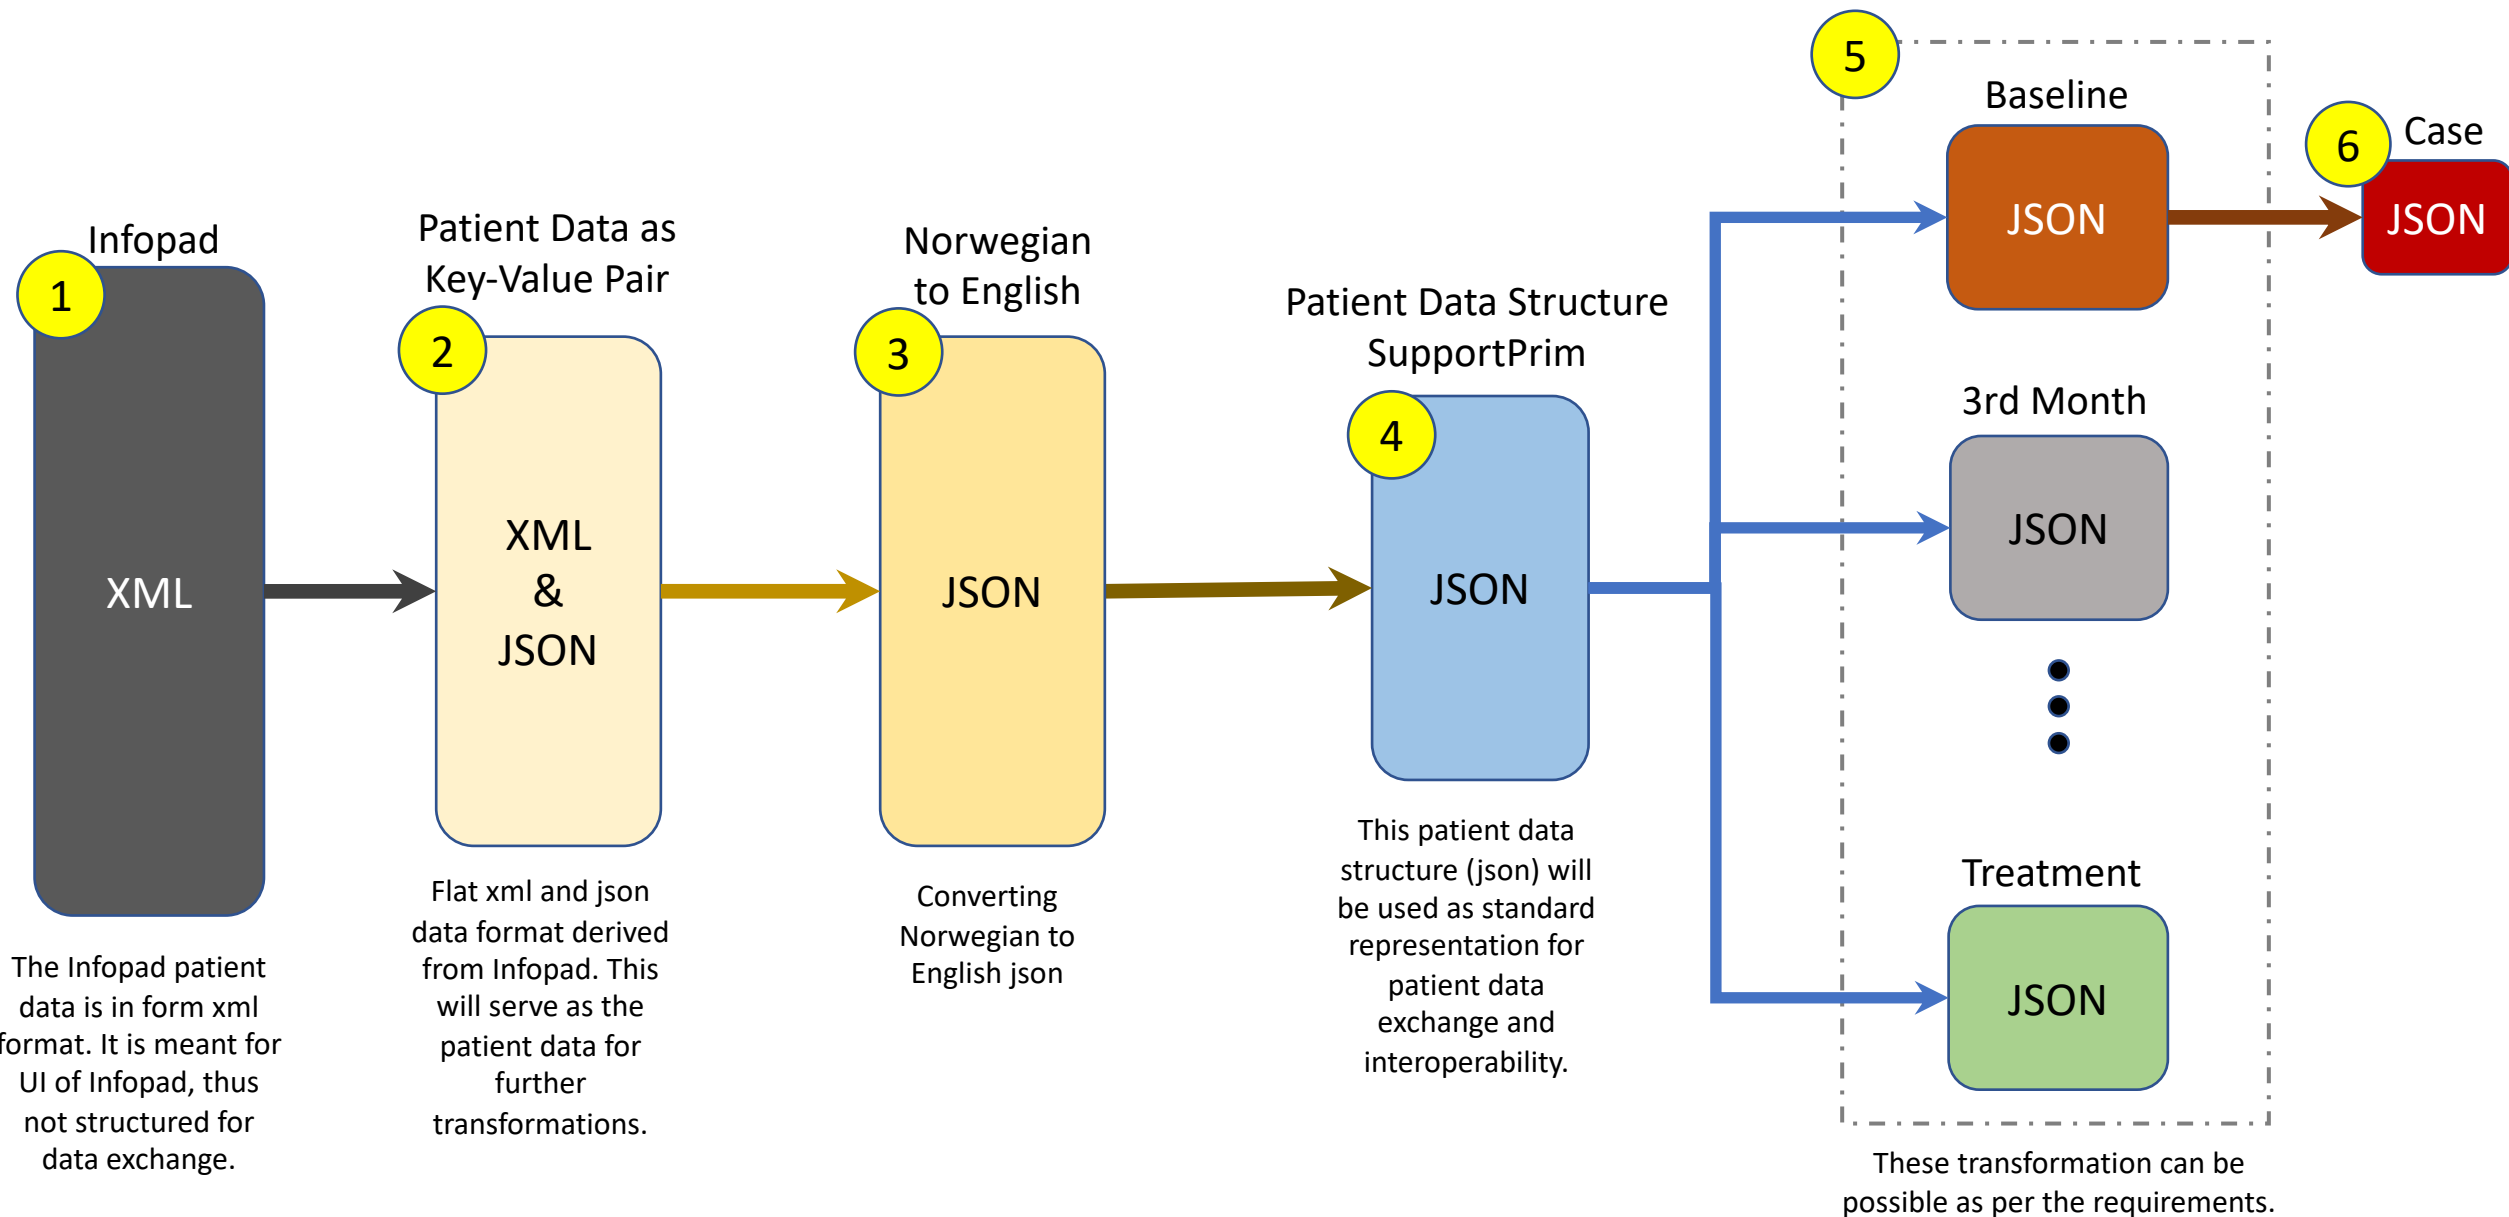 1
Infopad
XML
The Infopad patient
data is in form xml
format. It is meant for
UI of Infopad, thus
not structured for
data exchange.
Patient Data as
Key-Value Pair
2
XML
&
JSON
Flat xml and json
data format derived
from Infopad. This
will serve as the
patient data for
further
transformations.
Norwegian
to English
3
JSON
Converting
Norwegian to
English json
Patient Data Structure
SupportPrim
4
JSON
This patient data
structure (json) will
be used as standard
representation for
patient data
exchange and
interoperability.
5
Baseline
JSON
3rd Month
JSON
Treatment
JSON
These transformation can be
possible as per the requirements.
6
Case
JSON